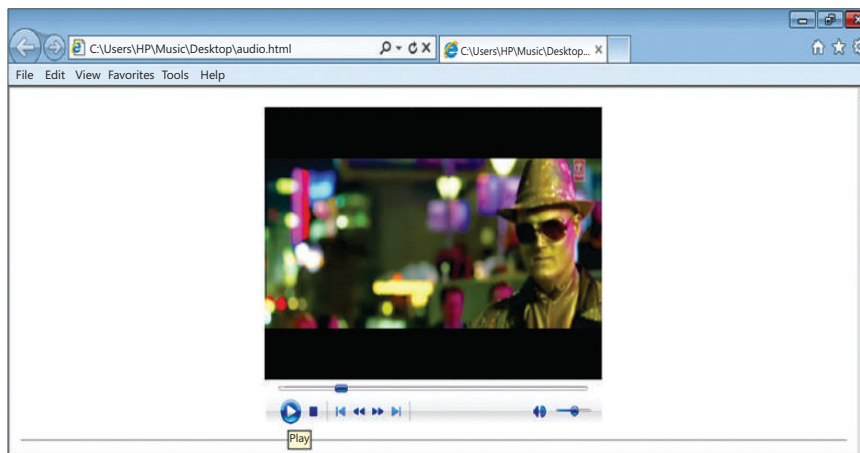 C:\Users\HP\Music\Desktop\audio.html
C:\Users\HP\Music\Desktop...
File Edit View Favorites Tools Help
Play